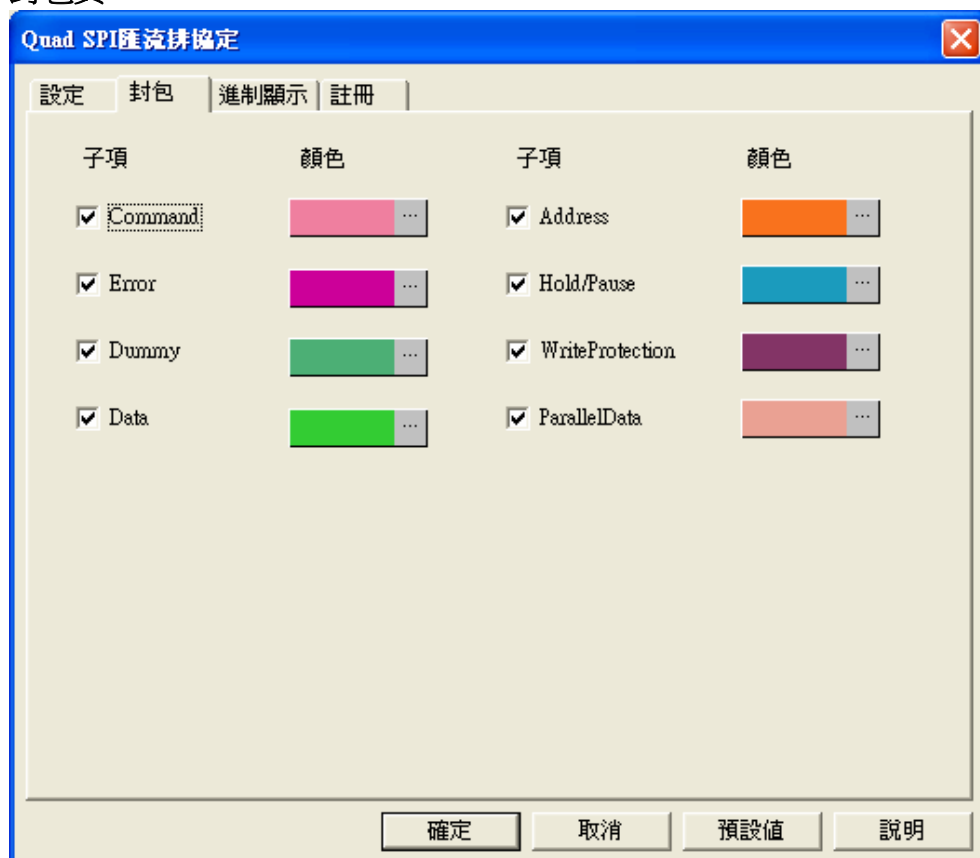 Quad SPI匯流排協定
設定 封包 進制顯示 註冊
子項 顏色 子項 顏色
Command ... Address ...
Error ... Hold/Pause ...
Dummy ... WriteProtection ...
Data ... ParallelData ...
確定 取消 預設值 說明